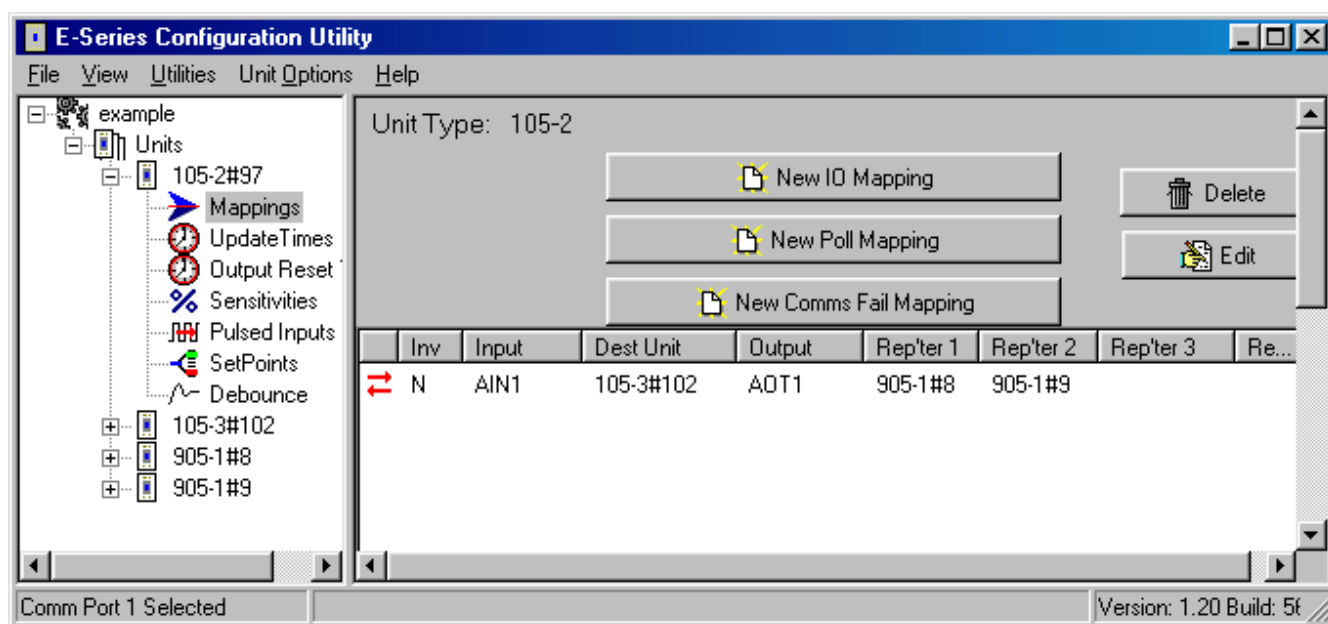 E-Series Configuration Utility
File View Utilities Unit Options Help
example
Units
105-2#97
Mappings
UpdateTimes
Output Reset
Sensitivities
Pulsed Inputs
SetPoints
Debounce
105-3#102
905-1#8
905-1#9
Unit Type: 105-2
New IO Mapping
New Poll Mapping
New Comms Fail Mapping
Delete
Edit
Inv Input Dest Unit Output Rep'ter 1 Rep'ter 2 Rep'ter 3 Re...
N AIN1 105-3#102 AOT1 905-1#8 905-1#9
Comm Port 1 Selected
Version: 1.20 Build: